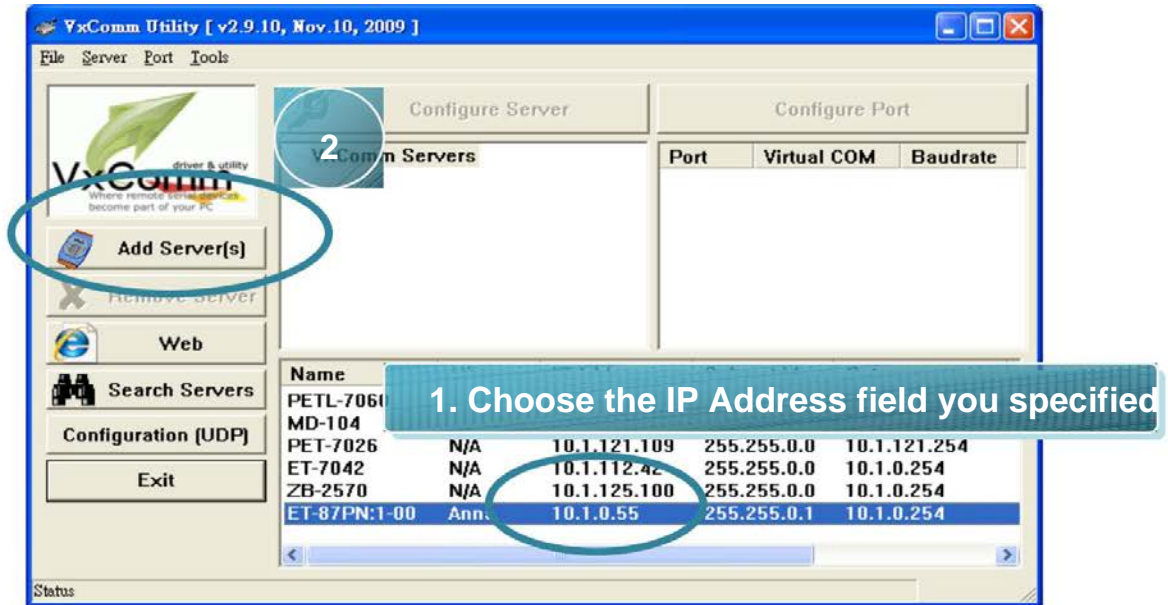 VxComm Utility [ v2.9.10, Nov.10, 2009 ]
File Server Port Tools
VxComm
driver & utility
Where remote serial devices
become part of your PC
Add Server(s)
Remove Server
Web
Search Servers
Configuration (UDP)
Exit
Configure Server
Configure Port
2
VxComm Servers
Port Virtual COM Baudrate
Name
1. Choose the IP Address field you specified
PETL-7060
MD-104
PET-7026 N/A 10.1.121.109 255.255.0.0 10.1.121.254
ET-7042 N/A 10.1.112.42 255.255.0.0 10.1.0.254
ZB-2570 N/A 10.1.125.100 255.255.0.0 10.1.0.254
ET-87PN:1-00 10.1.0.55 255.255.0.1 10.1.0.254
Status